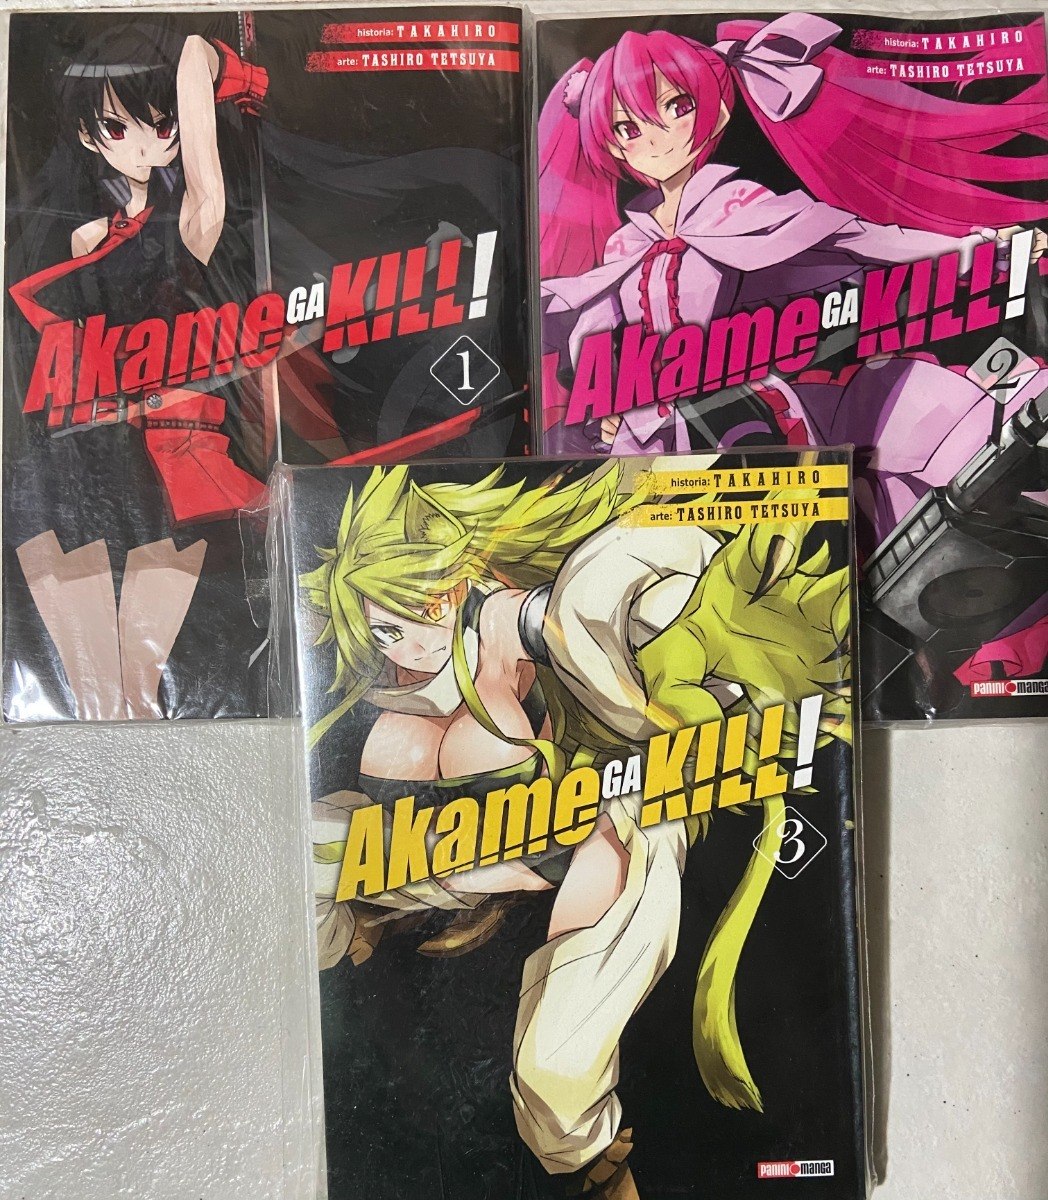 historia: TAKAHIRO
arte: TASHIRO TETSUYA
Akame GA KILL!
1
historia: TAKAHIRO
arte: TASHIRO TETSUYA
Akame GA KILL!
2
PANINI MANGA
historia: TAKAHIRO
arte: TASHIRO TETSUYA
Akame GA KILL!
3
PANINI MANGA